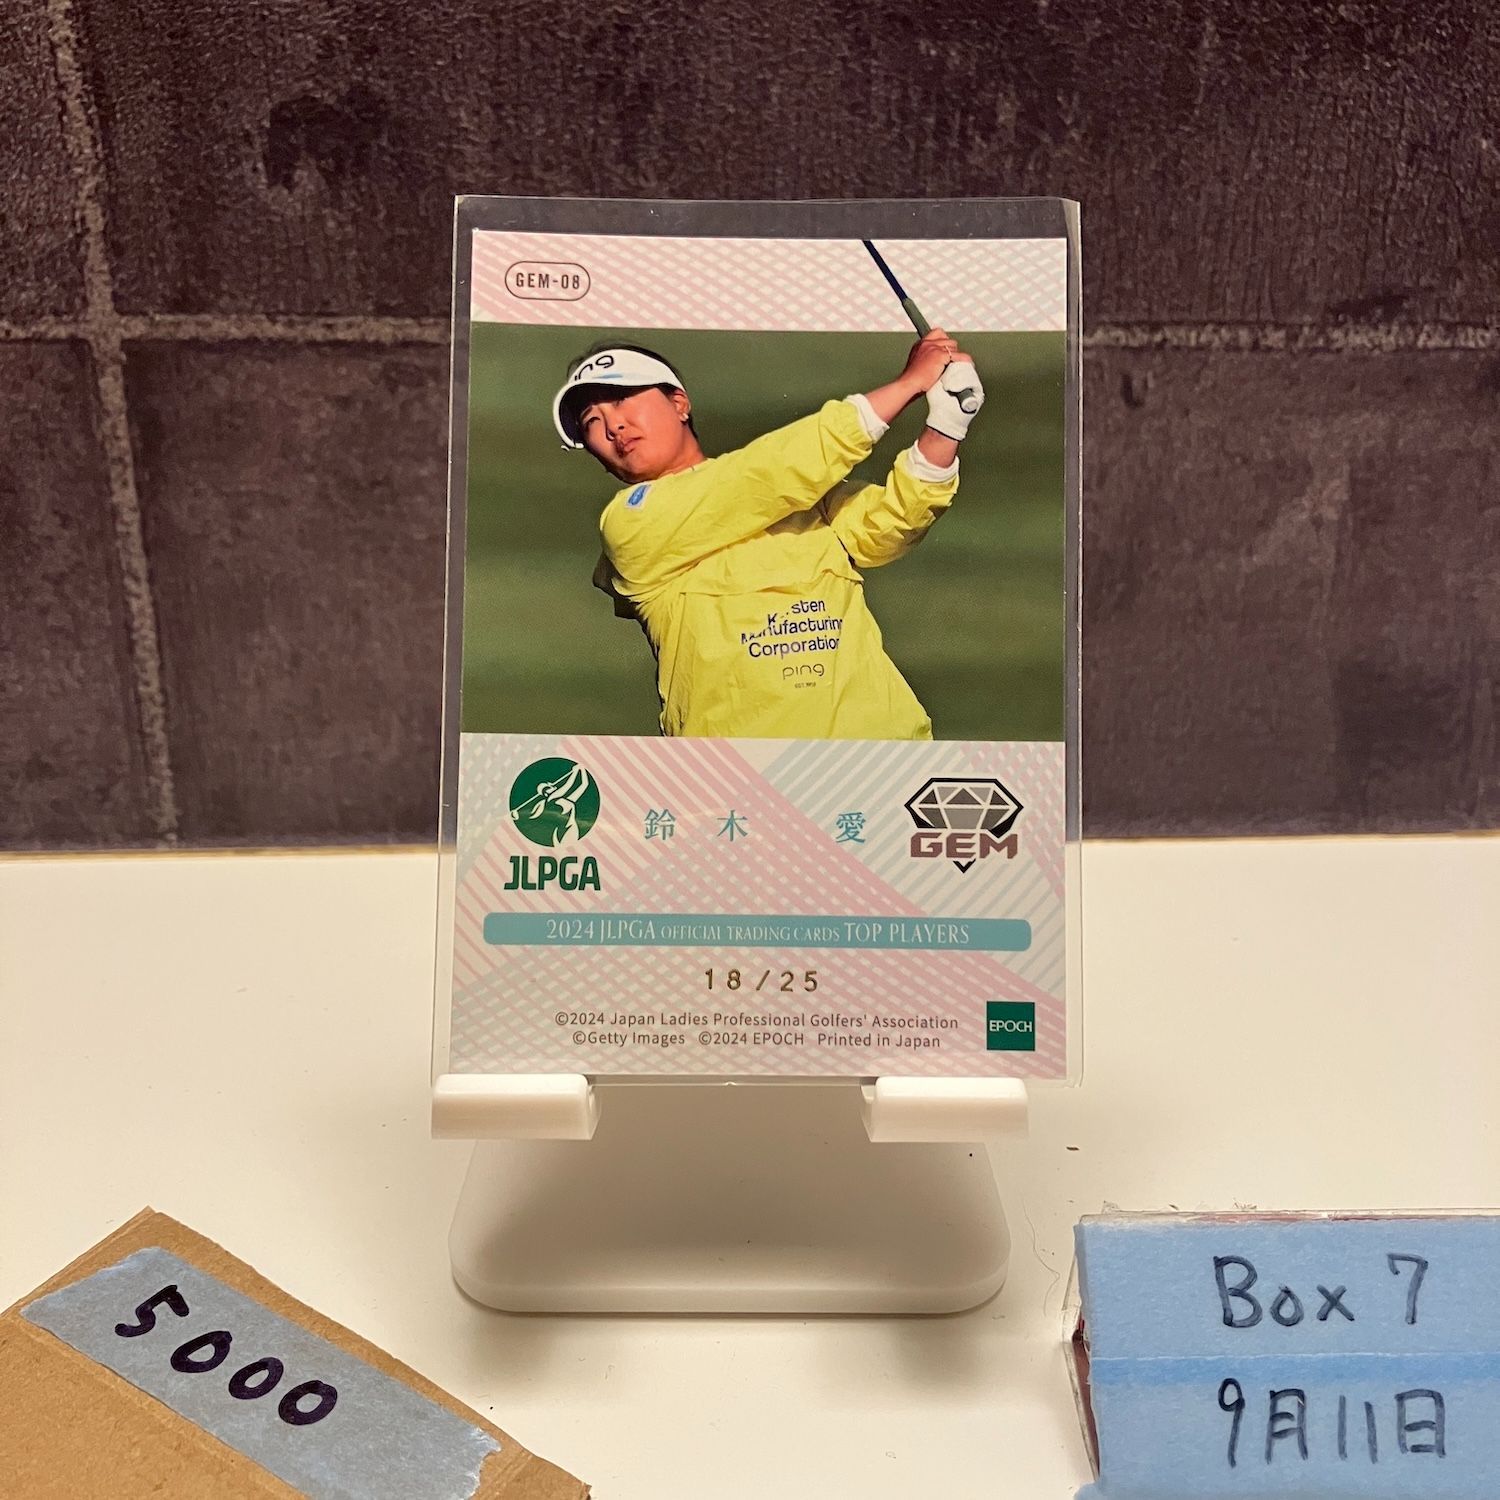 GEM-08
ping
Karsten
Manufacturing
Corporation
ping
JLPGA
鈴木 愛
GEM
2024 JLPGA OFFICIAL TRADING CARDS TOP PLAYERS
18/25
©2024 Japan Ladies Professional Golfers' Association
©Getty Images ©2024 EPOCH Printed in Japan
EPOCH
5000
Box 7
9月11日